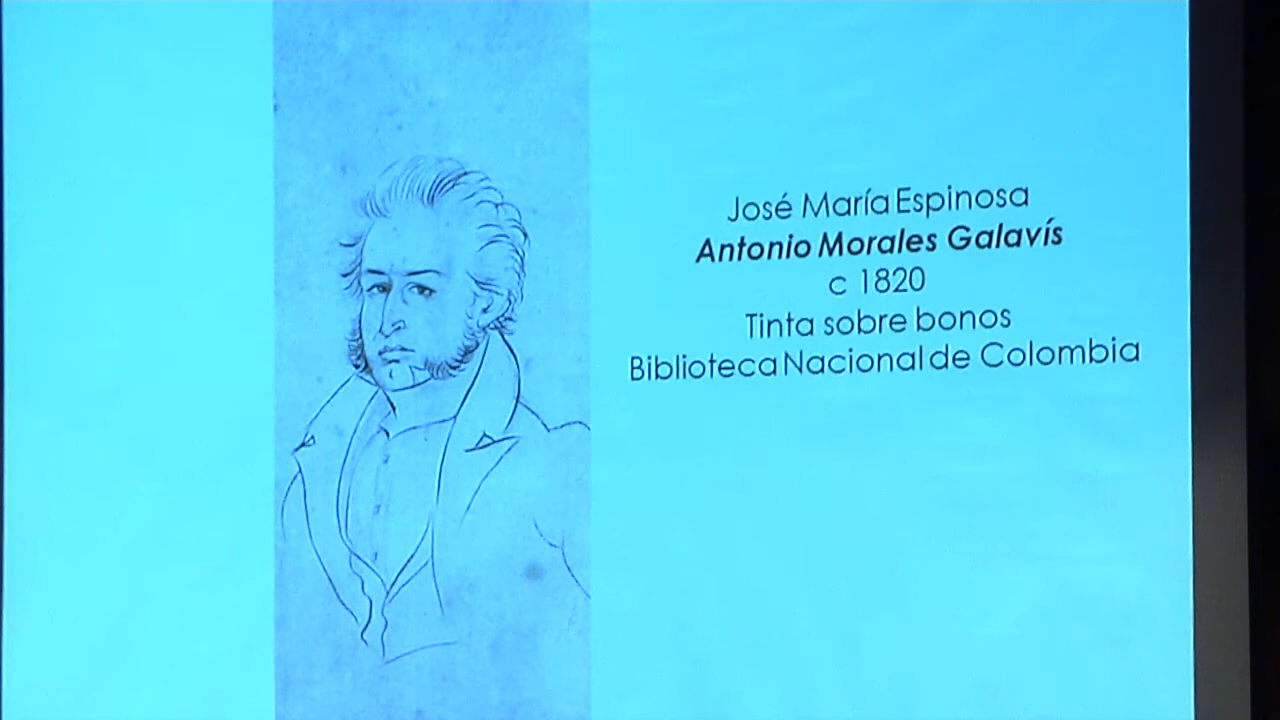 José María Espinosa
Antonio Morales Galavís
c 1820
Tinta sobre bonos
Biblioteca Nacional de Colombia